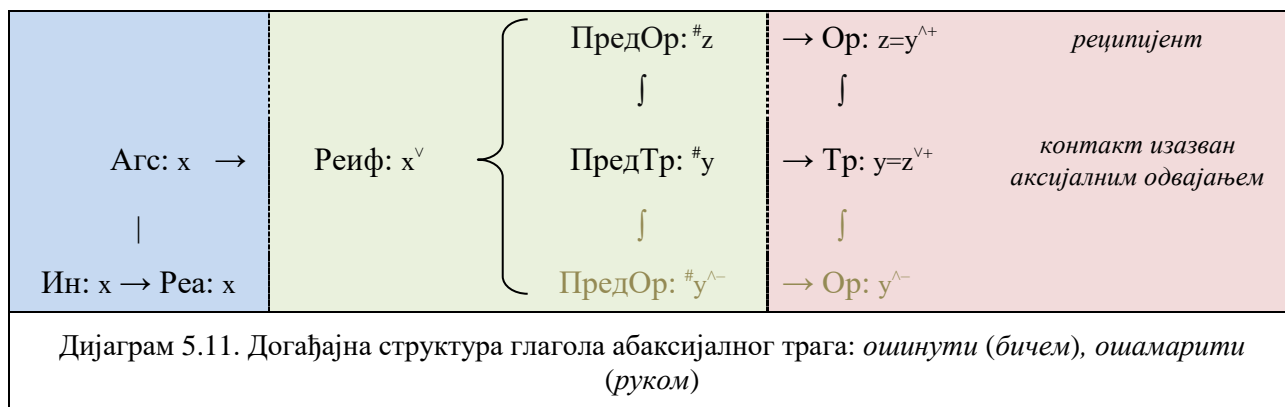 ПредОр: #z → Ор: z=y^+ реципијент
∫ ∫
Агс: x → Реиф: x˅ ПредТр: #y → Тр: y=z˅+ контакт изазван аксијалним одвајањем
| ∫ ∫
Ин: x → Реа: x ПредОр: #y^– → Ор: y^–
Дијаграм 5.11. Догађајна структура глагола абаксијалног трага: ошинути (бичем), ошамарити
(руком)